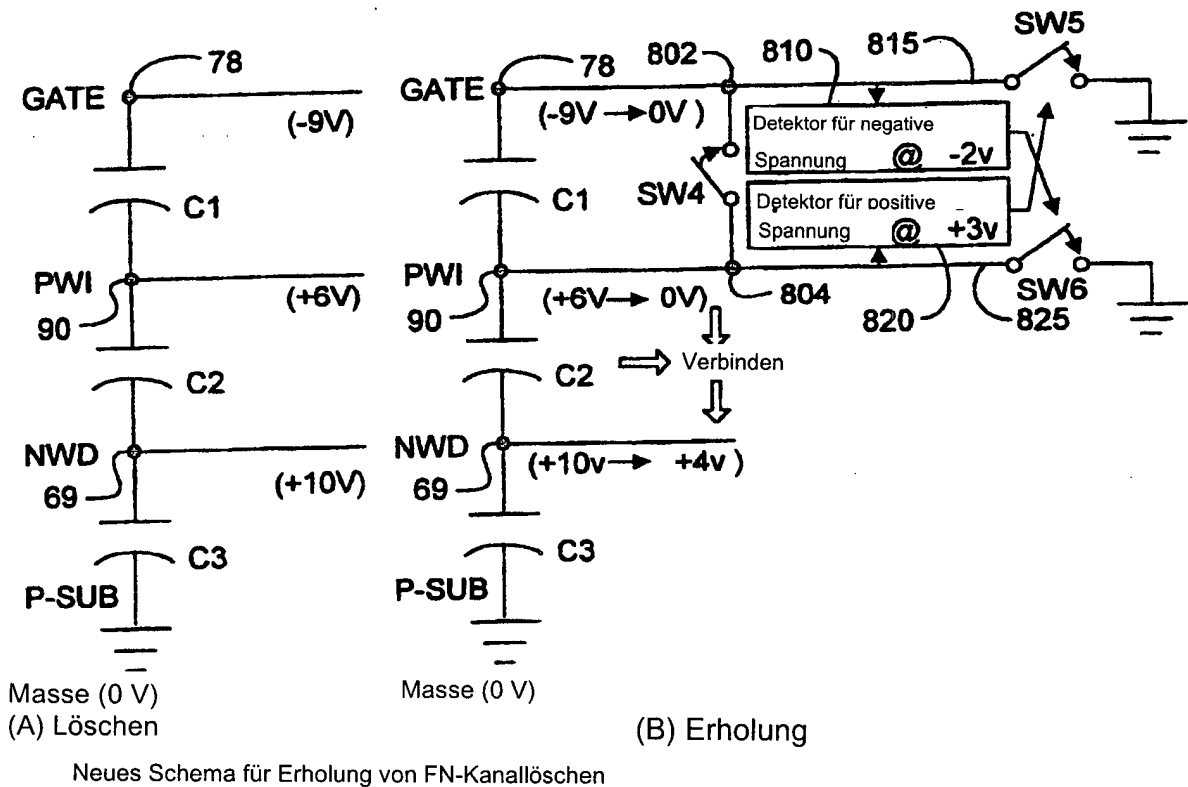 78
GATE
(-9V)
C1
PWI
(+6V)
90
C2
NWD
69
(+10V)
C3
P-SUB
Masse (0 V)
(A) Löschen
78
GATE
(-9V → 0V )
802
810
815
SW5
Detektor für negative
Spannung @ -2v
SW4
Detektor für positive
Spannung @ +3v
C1
PWI
(+6V → 0V)
90
804
820
825
SW6
Verbinden
C2
NWD
69
(+10v → +4v )
C3
P-SUB
Masse (0 V)
(B) Erholung
Neues Schema für Erholung von FN-Kanallöschen